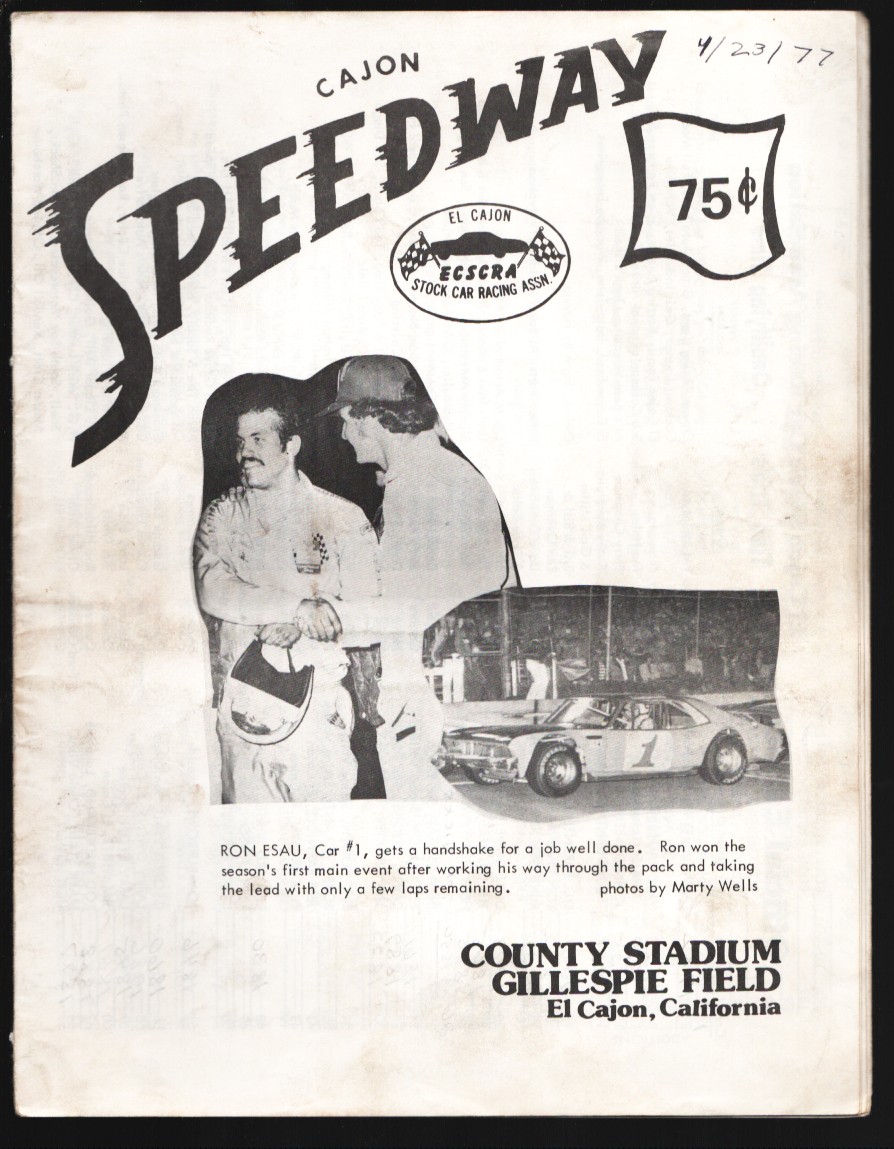 CAJON
SPEEDWAY
4/23/77
75¢
EL CAJON
ECSCRA
STOCK CAR RACING ASSN.
1
RON ESAU, Car #1, gets a handshake for a job well done. Ron won the
season's first main event after working his way through the pack and taking
the lead with only a few laps remaining. photos by Marty Wells
COUNTY STADIUM
GILLESPIE FIELD
El Cajon, California